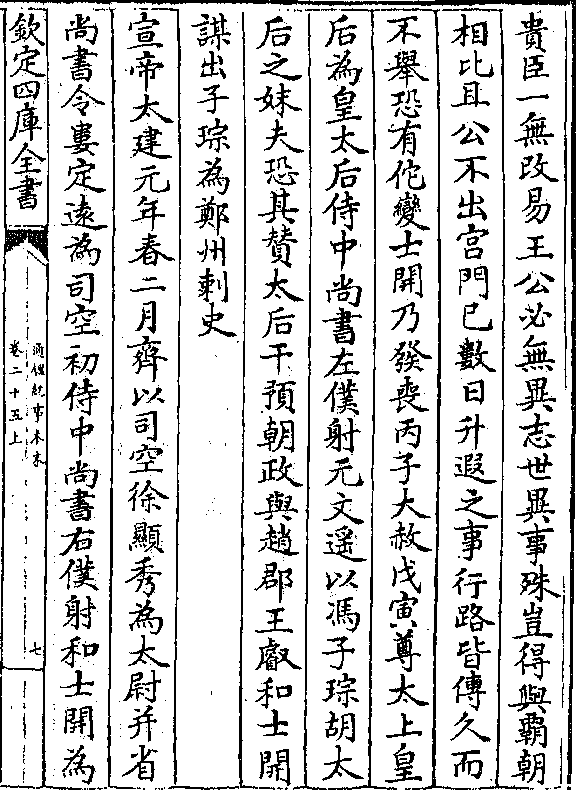 貴臣一無改易王公必無異志世異事殊豈得與覇朝
相比且公不出宫門已數日升遐之事行路皆傳久而
不舉恐有佗變士開乃發喪丙子大赦戊寅尊太上皇
后為皇太后侍中尚書左僕射元文遥以馮子琮胡太
后之妹夫恐其賛太后干預朝政與趙郡王叡和士開
謀出子琮為鄭州刺史
宣帝太建元年春二月齊以司空徐顯秀為太尉并省
尚書令婁定逺為司空初侍中尚書右僕射和士開為
欽定四庫全書
通鑑紀事本末
卷二十五上
七